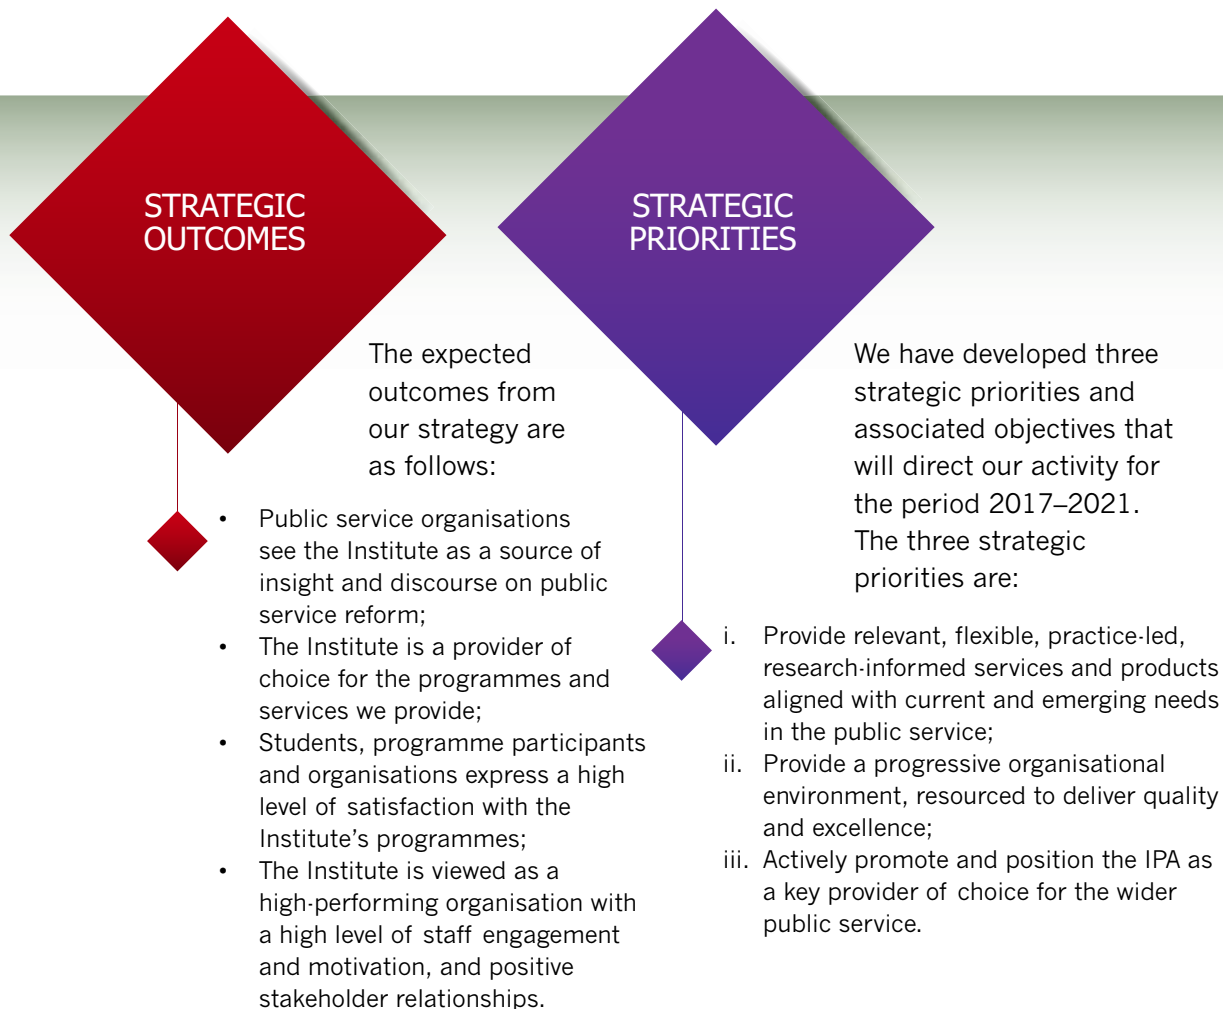 STRATEGIC
OUTCOMES
The expected
outcomes from
our strategy are
as follows:
• Public service organisations
see the Institute as a source of
insight and discourse on public
service reform;
• The Institute is a provider of
choice for the programmes and
services we provide;
• Students, programme participants
and organisations express a high
level of satisfaction with the
Institute’s programmes;
• The Institute is viewed as a
high-performing organisation with
a high level of staff engagement
and motivation, and positive
stakeholder relationships.
STRATEGIC
PRIORITIES
We have developed three
strategic priorities and
associated objectives that
will direct our activity for
the period 2017–2021.
The three strategic
priorities are:
i. Provide relevant, flexible, practice-led,
research-informed services and products
aligned with current and emerging needs
in the public service;
ii. Provide a progressive organisational
environment, resourced to deliver quality
and excellence;
iii. Actively promote and position the IPA as
a key provider of choice for the wider
public service.